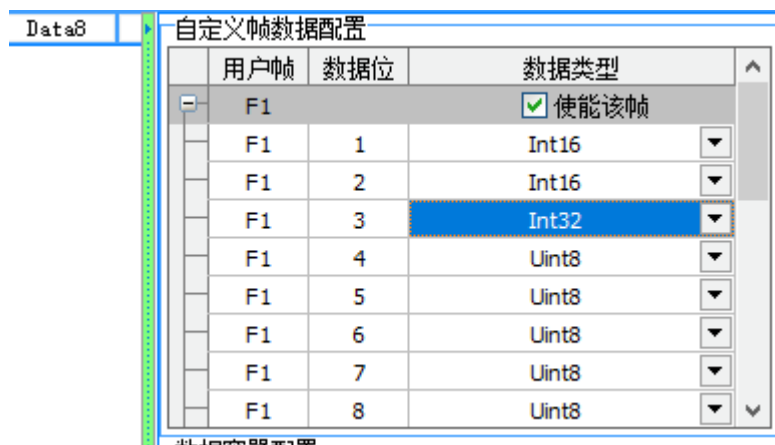 Data8
自定义帧数据配置
用户帧 数据位 数据类型
F1 使能该帧
F1 1 Int16
F1 2 Int16
F1 3 Int32
F1 4 Uint8
F1 5 Uint8
F1 6 Uint8
F1 7 Uint8
F1 8 Uint8